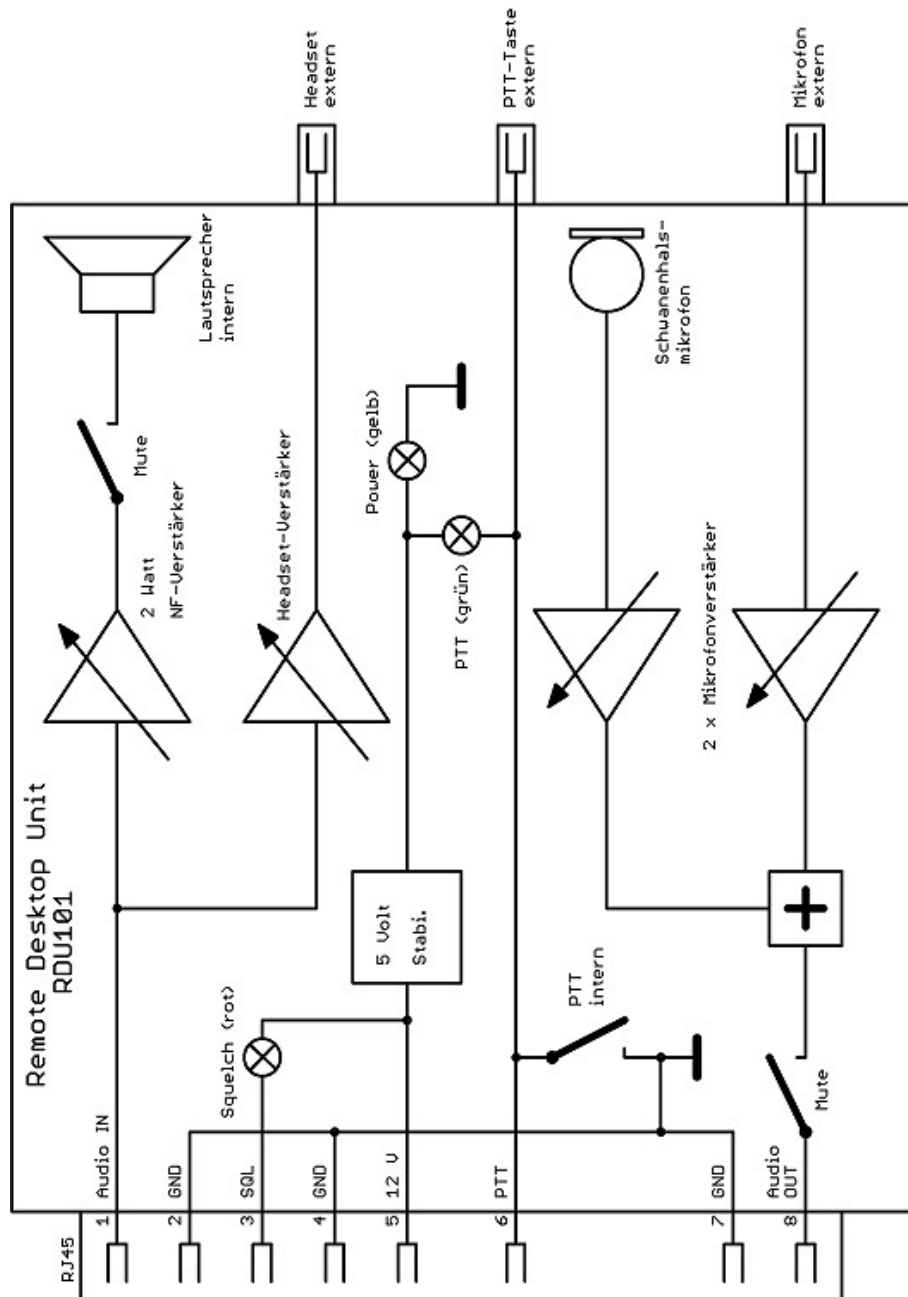 Remote Desktop Unit
RDU101
RJ45
1
Audio IN
2
GND
3
SQL
4
GND
5
12 V
6
PTT
7
GND
8
Audio
OUT
Squelch (rot)
5 Volt
Stabi.
PTT
intern
Mute
2 Watt
NF-Verstärker
Headset-Verstärker
Mute
Lautsprecher
intern
Power (gelb)
PTT (grün)
2 x Mikrofonverstärker
Schwanenhals-
mikrofon
Headset
extern
PTT-Taste
extern
Mikrofon
extern